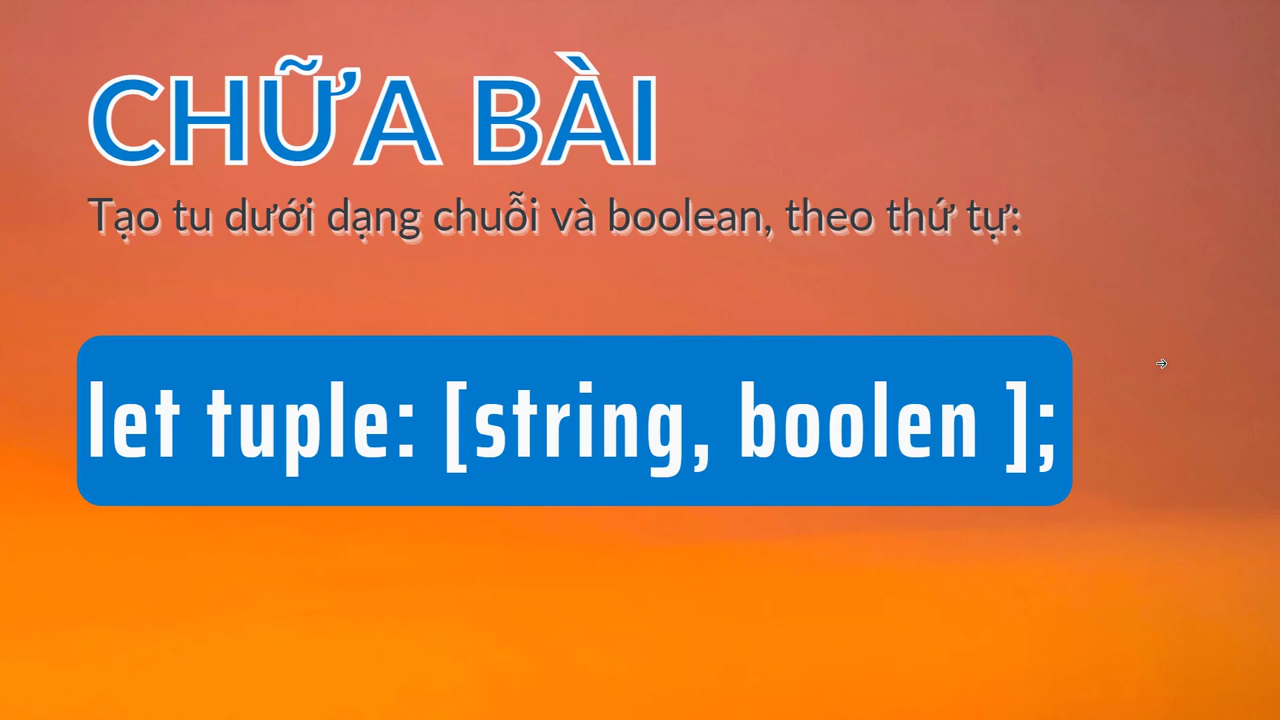 CHỮA BÀI
Tạo tu dưới dạng chuỗi và boolean, theo thứ tự:
let tuple: [string, boolen ];